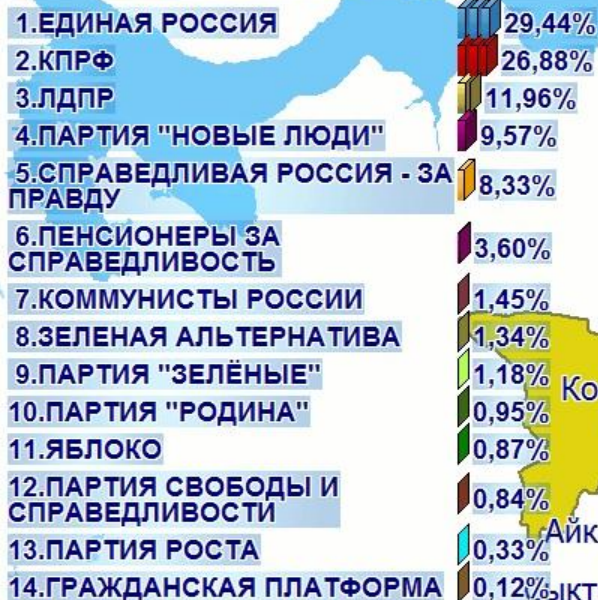 1.ЕДИНАЯ РОССИЯ 29,44%
2.КПРФ 26,88%
3.ЛДПР 11,96%
4.ПАРТИЯ "НОВЫЕ ЛЮДИ" 9,57%
5.СПРАВЕДЛИВАЯ РОССИЯ - ЗА
ПРАВДУ 8,33%
6.ПЕНСИОНЕРЫ ЗА
СПРАВЕДЛИВОСТЬ 3,60%
7.КОММУНИСТЫ РОССИИ 1,45%
8.ЗЕЛЕНАЯ АЛЬТЕРНАТИВА 1,34%
9.ПАРТИЯ "ЗЕЛЁНЫЕ" 1,18%
Ко
10.ПАРТИЯ "РОДИНА" 0,95%
11.ЯБЛОКО 0,87%
12.ПАРТИЯ СВОБОДЫ И
СПРАВЕДЛИВОСТИ 0,84%
Айк
13.ПАРТИЯ РОСТА 0,33%
14.ГРАЖДАНСКАЯ ПЛАТФОРМА 0,12%